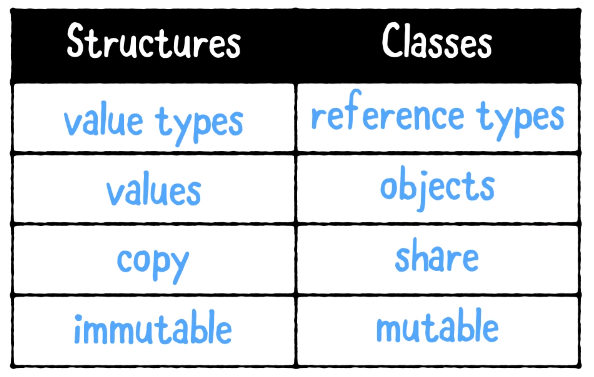 Structures Classes
value types reference types
values objects
copy share
immutable mutable